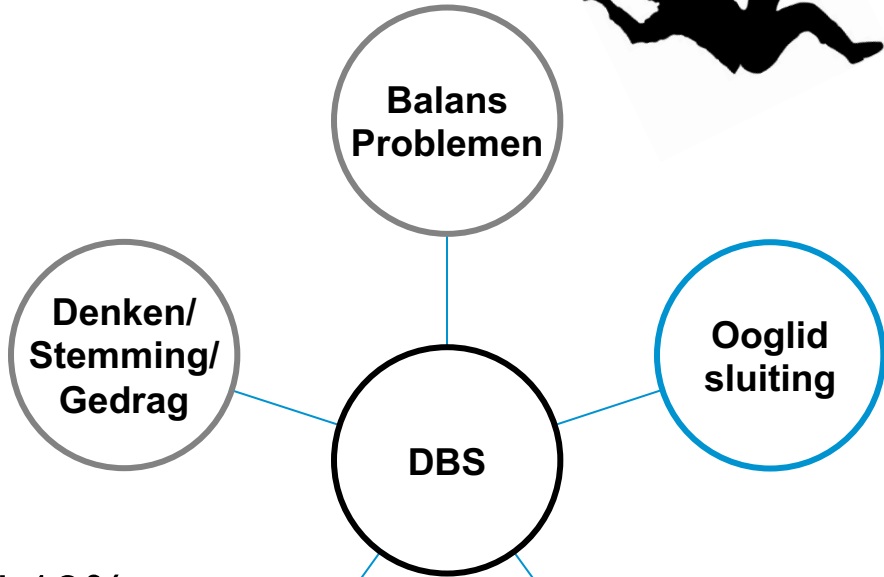 Balans
Problemen
Denken/
Stemming/
Gedrag
Ooglid
sluiting
DBS